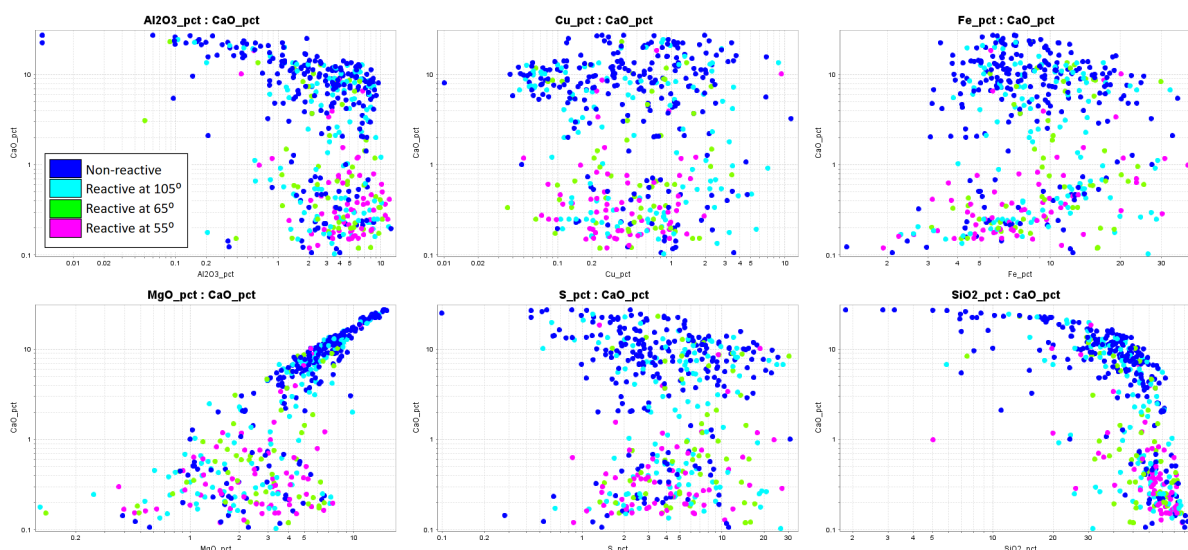 Al2O3_pct : CaO_pct
Cu_pct : CaO_pct
Fe_pct : CaO_pct
CaO_pct
10
1
0.1
Non-reactive
Reactive at 105⁰
Reactive at 65⁰
Reactive at 55⁰
0.01 0.02 0.1 0.2 1 2 3 4 5 10
Al2O3_pct
CaO_pct
10
1
0.1
0.01 0.02 0.1 0.2 1 2 3 4 10
Cu_pct
CaO_pct
10
1
0.1
2 3 4 5 10 20 30
Fe_pct
MgO_pct : CaO_pct
S_pct : CaO_pct
SiO2_pct : CaO_pct
CaO_pct
10
1
0.1
0.2 1 2 3 4 5 10
MgO_pct
CaO_pct
10
1
0.1
0.1 0.2 1 2 3 4 10 20 30
S_pct
CaO_pct
10
1
0.1
2 3 4 5 10 20 30
SiO2_pct